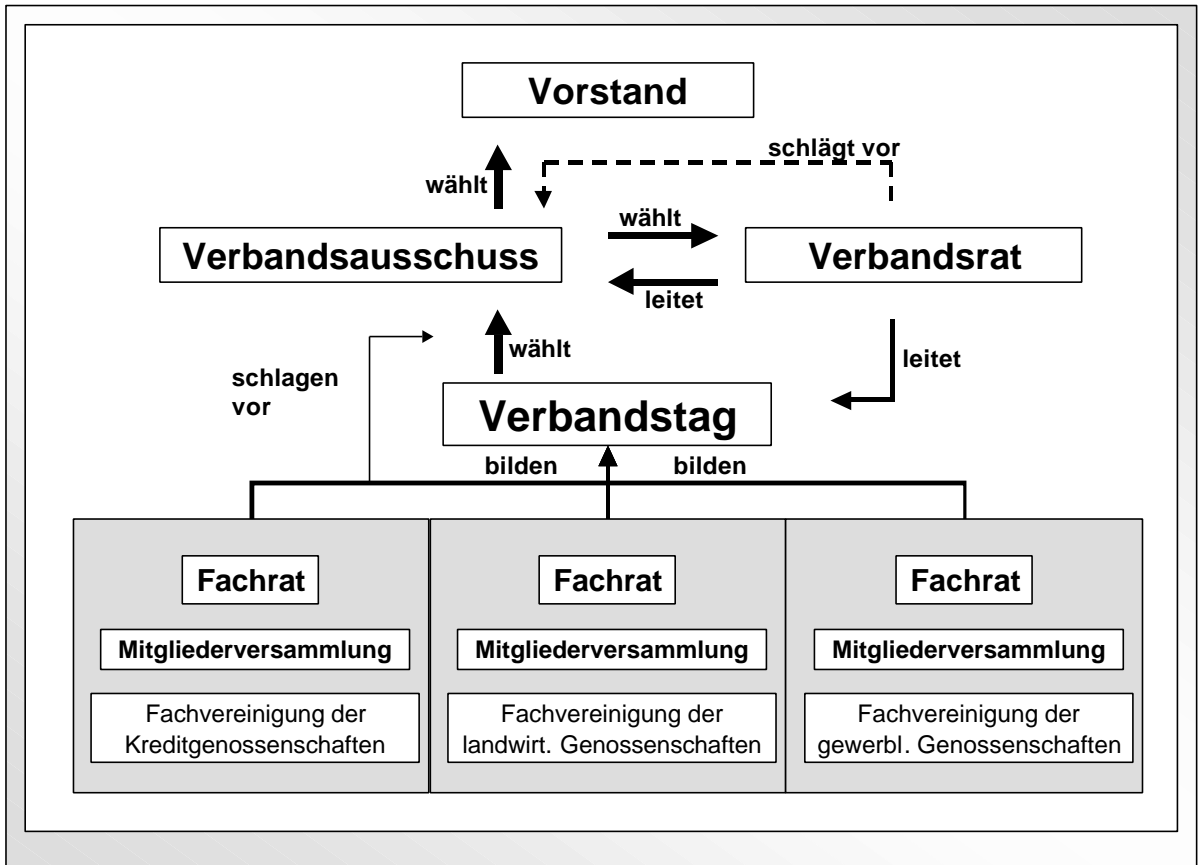 Vorstand
schlägt vor
wählt
wählt
Verbandsausschuss
Verbandsrat
leitet
wählt
leitet
schlagen
vor
Verbandstag
bilden
bilden
Fachrat
Fachrat
Fachrat
Mitgliederversammlung
Mitgliederversammlung
Mitgliederversammlung
Fachvereinigung der
Kreditgenossenschaften
Fachvereinigung der
landwirt. Genossenschaften
Fachvereinigung der
gewerbl. Genossenschaften